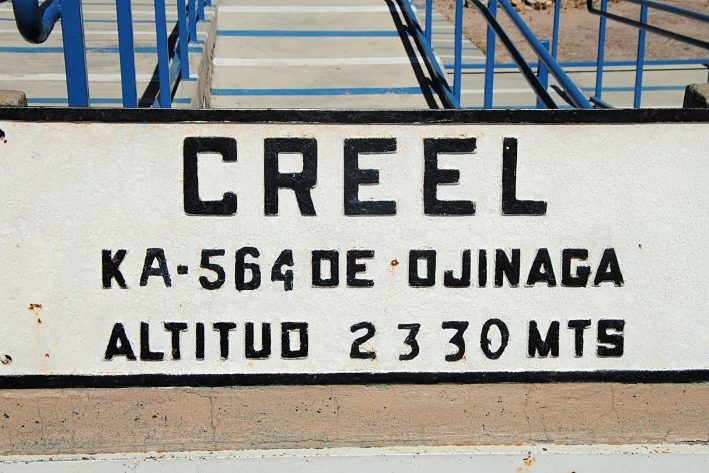 CREEL
KA-564 DE OJINAGA
ALTITUD 2330 MTS